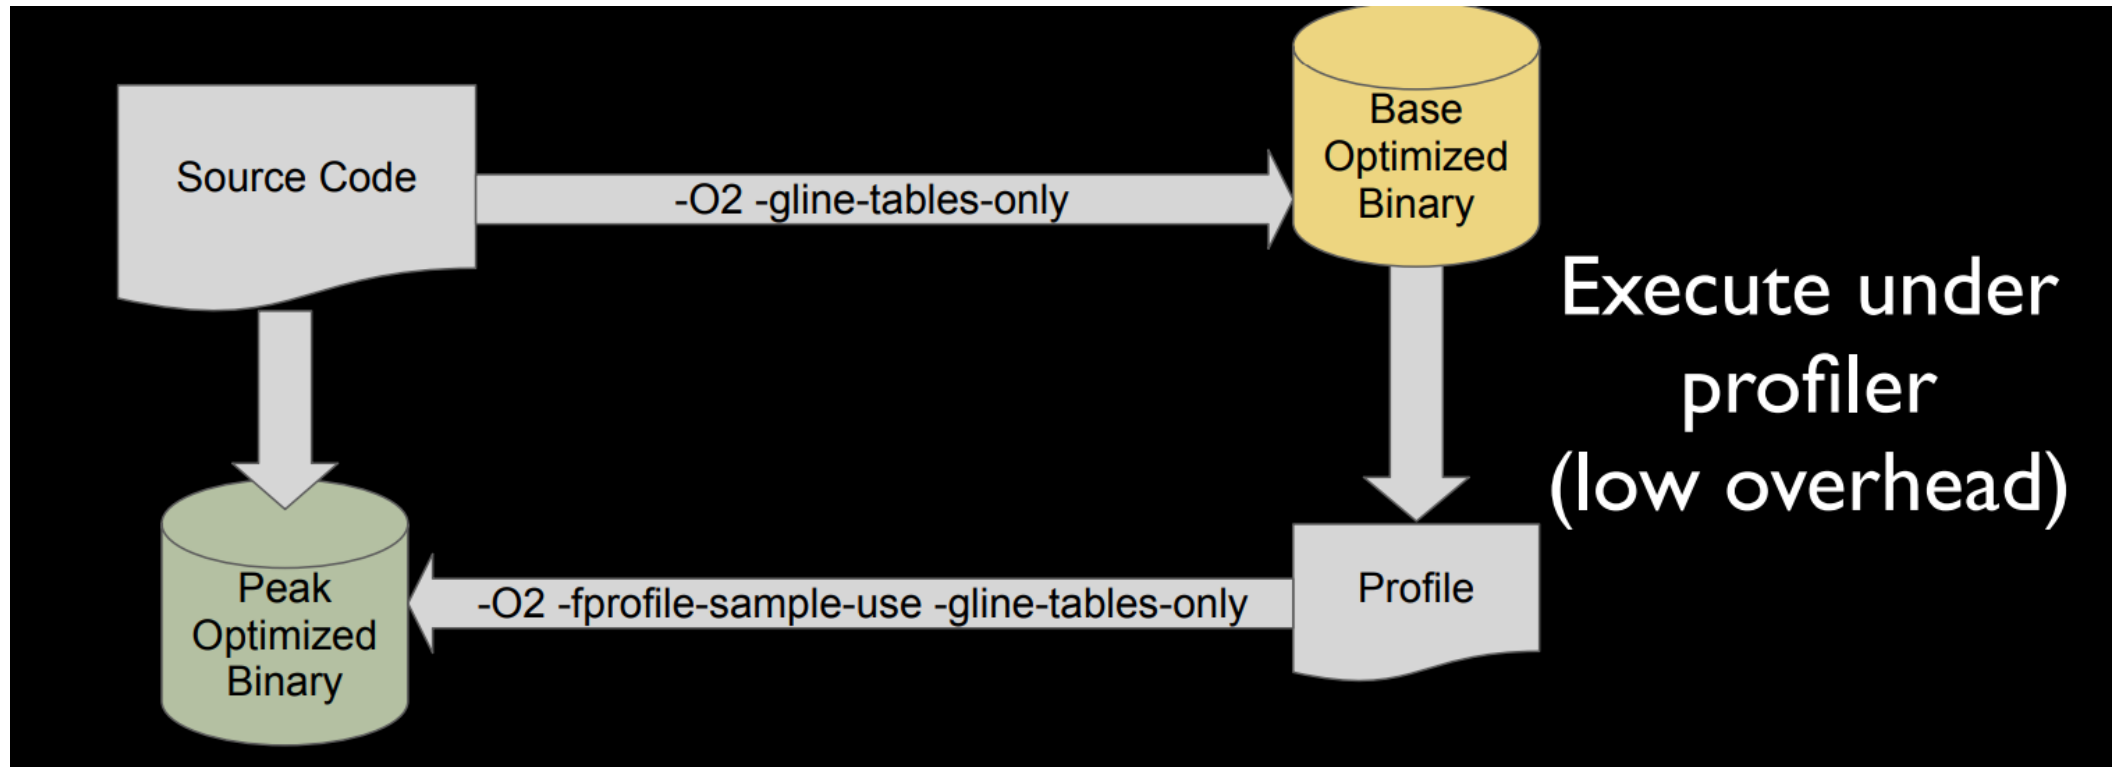 Source Code
-O2 -gline-tables-only
Base
Optimized
Binary
Execute under
profiler
(low overhead)
Profile
-O2 -fprofile-sample-use -gline-tables-only
Peak
Optimized
Binary